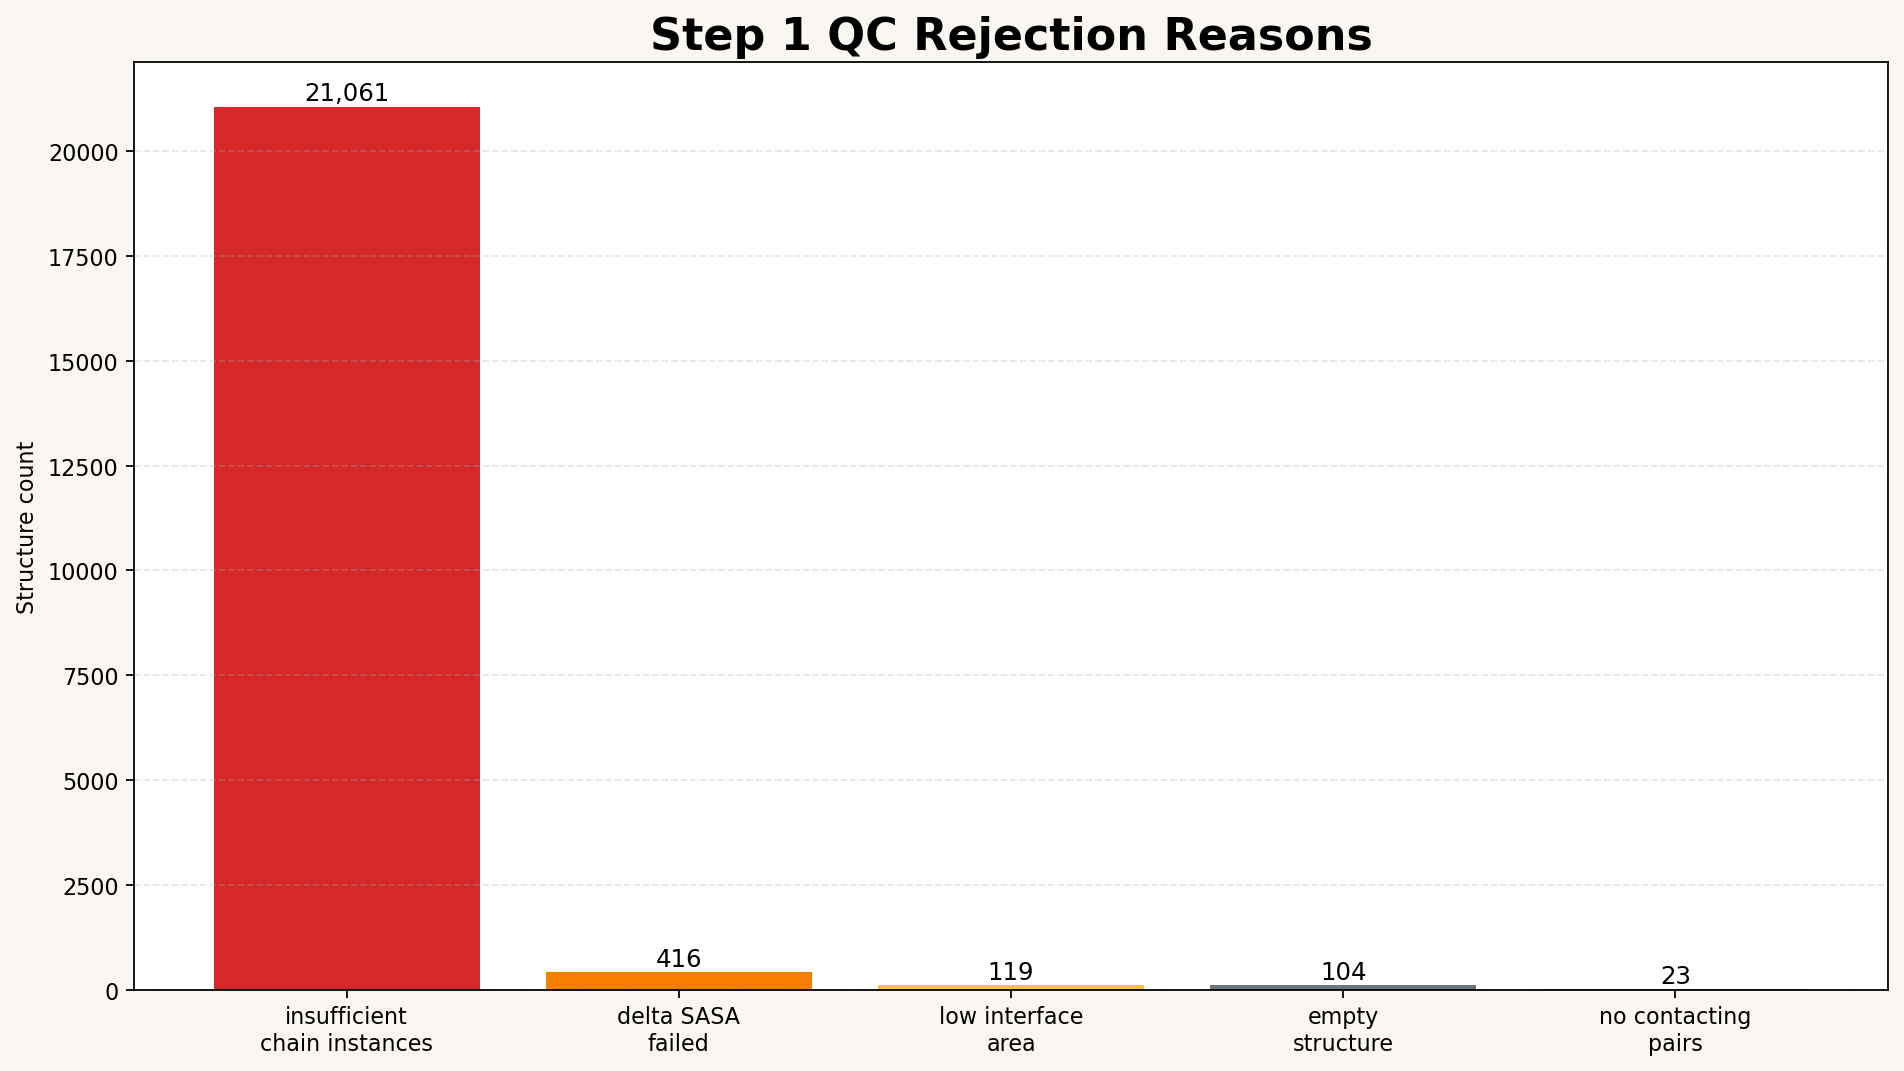 Step 1 QC Rejection Reasons
Structure count
20000
17500
15000
12500
10000
7500
5000
2500
0
21,061
416
119
104
23
insufficient
chain instances
delta SASA
failed
low interface
area
empty
structure
no contacting
pairs